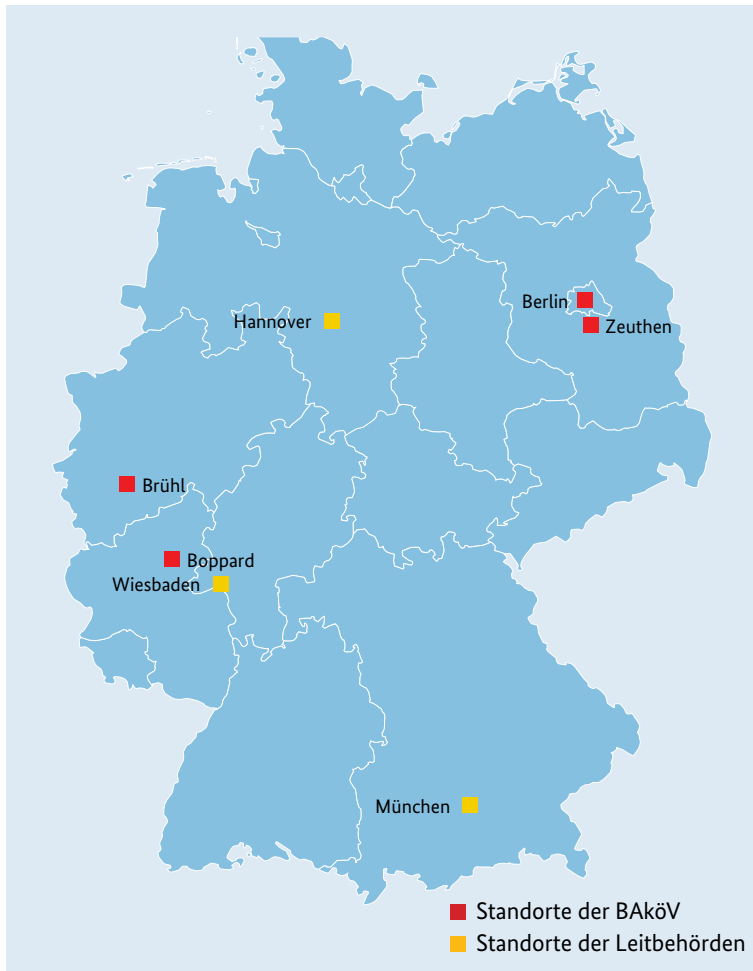 Berlin
Hannover
Zeuthen
Brühl
Boppard
Wiesbaden
München
Standorte der BAköV
Standorte der Leitbehörden